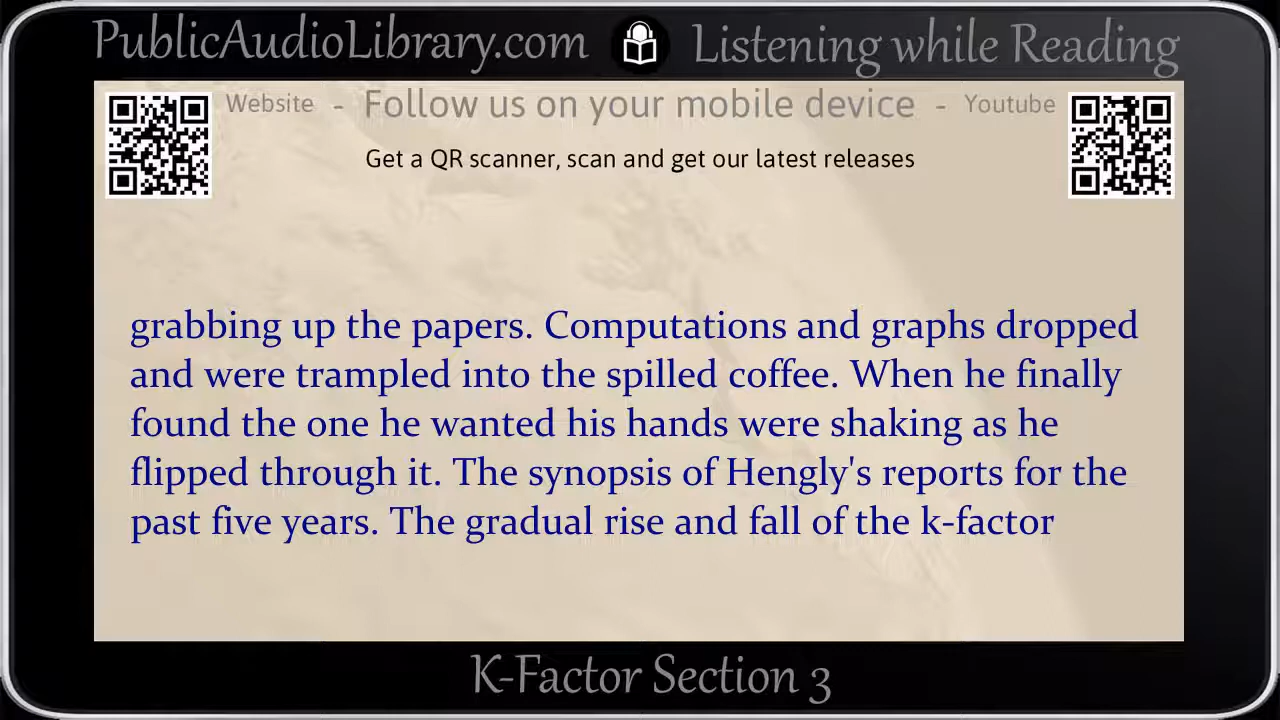 PublicAudioLibrary.com Listening while Reading
Website - Follow us on your mobile device - Youtube
Get a QR scanner, scan and get our latest releases
grabbing up the papers. Computations and graphs dropped
and were trampled into the spilled coffee. When he finally
found the one he wanted his hands were shaking as he
flipped through it. The synopsis of Hengly's reports for the
past five years. The gradual rise and fall of the k-factor
K-Factor Section 3